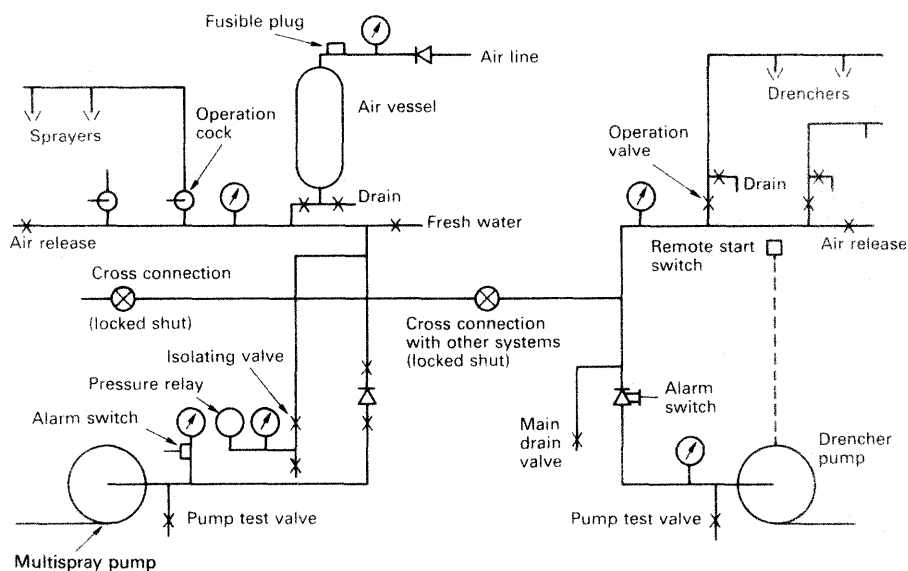 Fusible plug
Air line
Air vessel
Drenchers
Sprayers
Operation
cock
Operation
valve
Drain
Drain
Fresh water
Air release
Air release
Remote start
switch
Cross connection
(locked shut)
Cross connection
with other systems
(locked shut)
Isolating valve
Pressure relay
Alarm switch
Alarm
switch
Main
drain
valve
Drencher
pump
Pump test valve
Pump test valve
Multispray pump